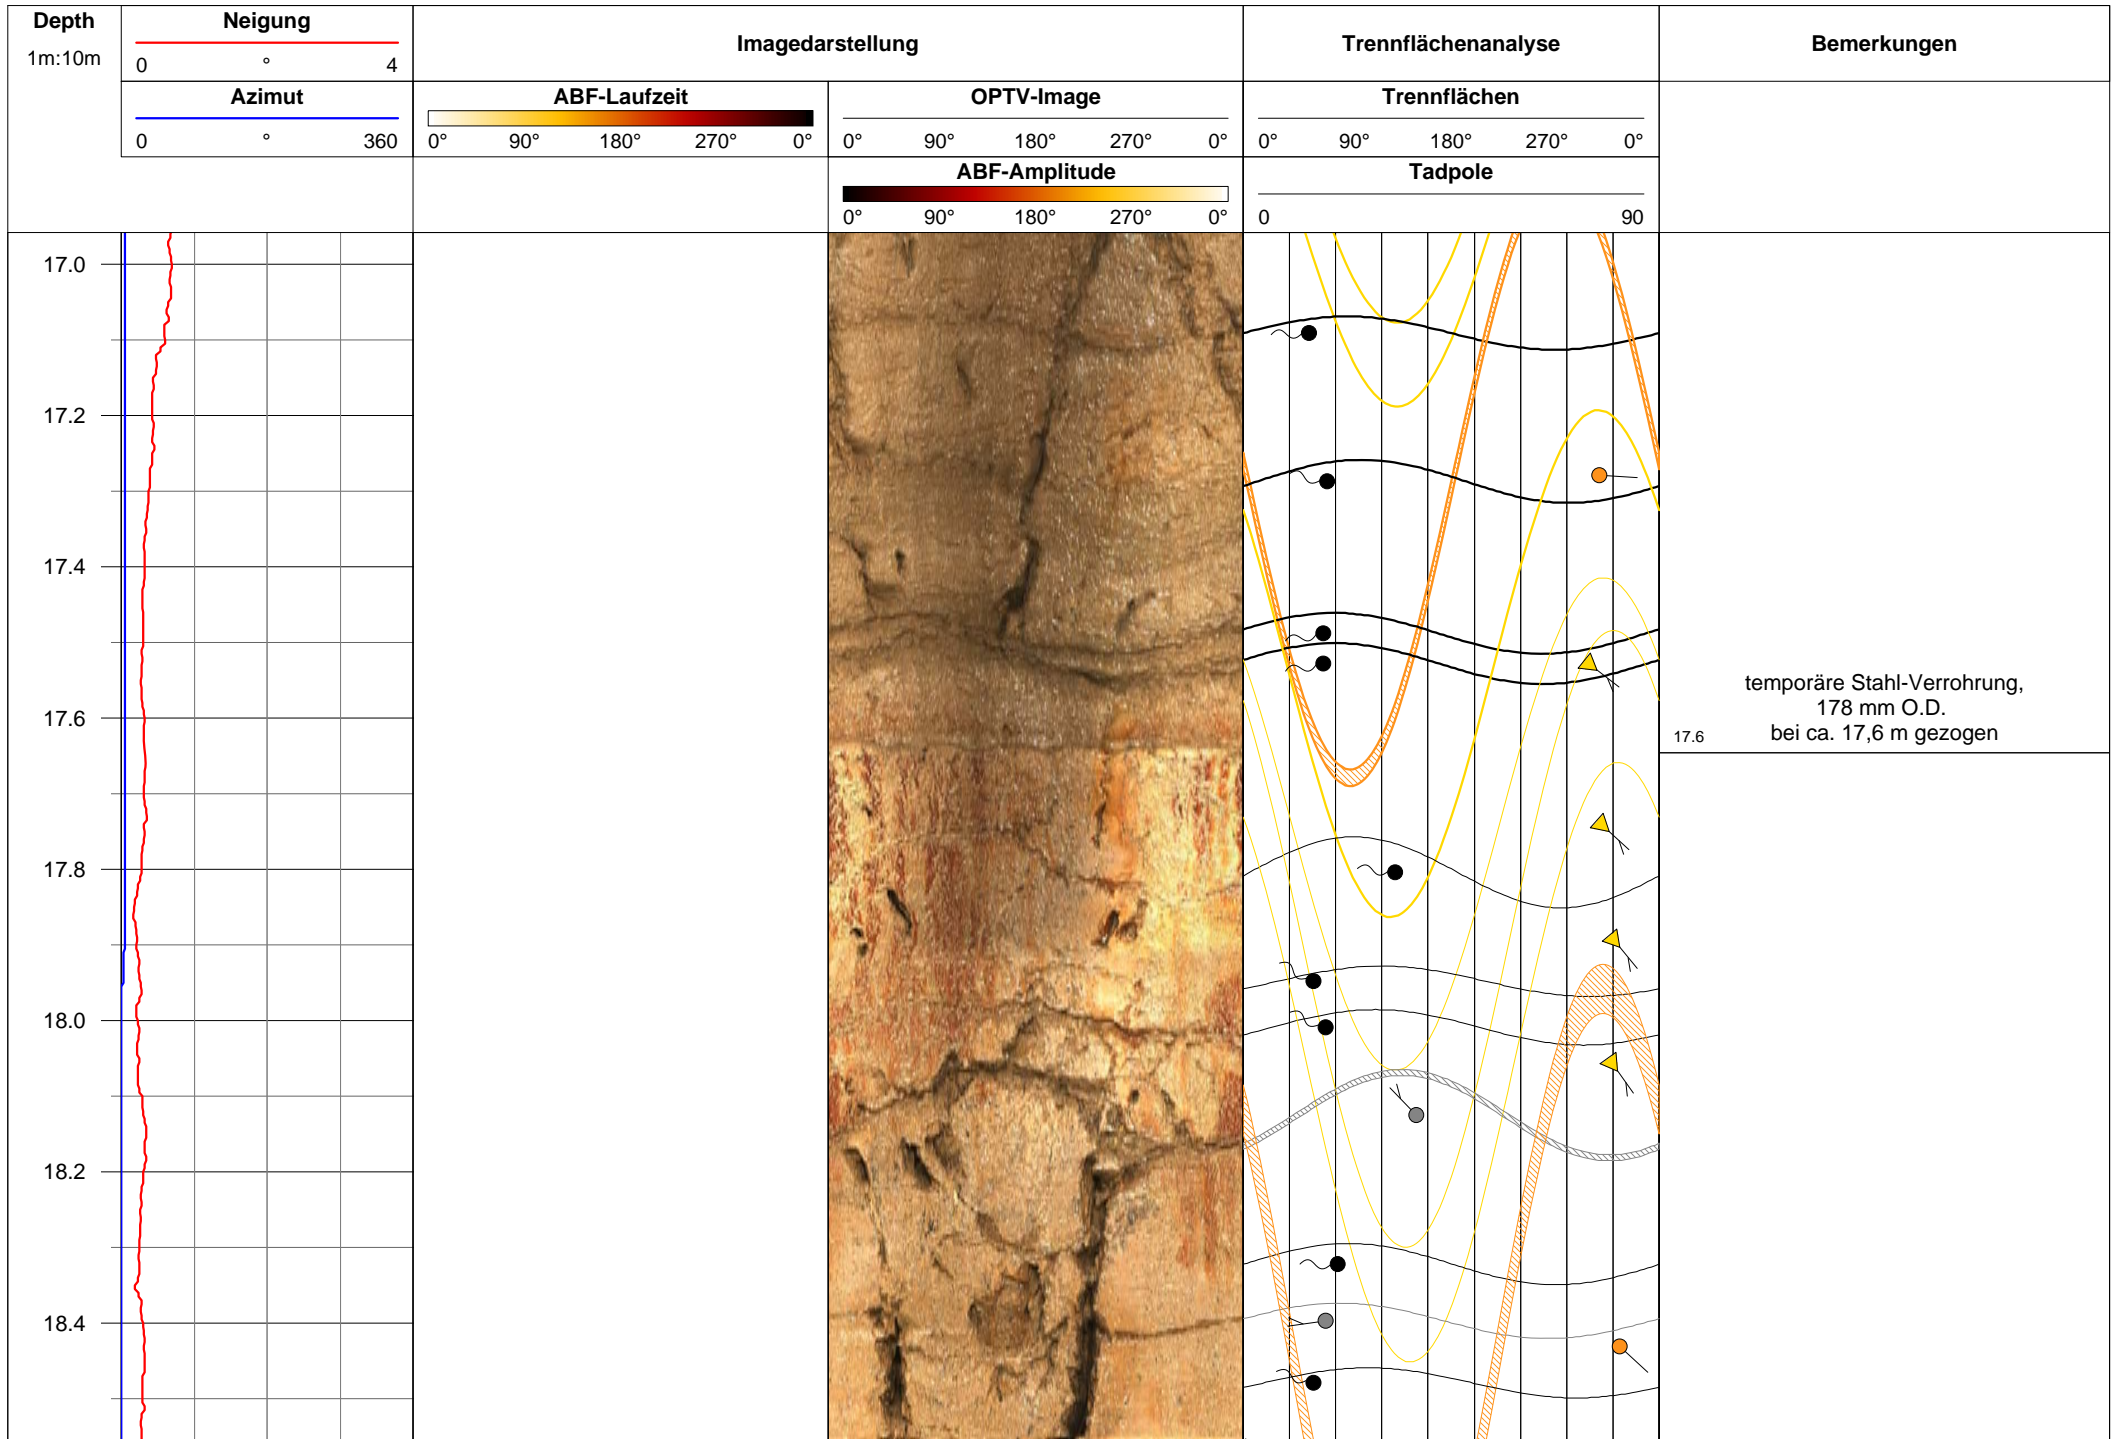 Depth
1m:10m
Neigung
0 ° 4
Azimut
0 ° 360
Imagedarstellung
ABF-Laufzeit
0° 90° 180° 270° 0°
OPTV-Image
0° 90° 180° 270° 0°
ABF-Amplitude
0° 90° 180° 270° 0°
Trennflächenanalyse
Trennflächen
0° 90° 180° 270° 0°
Tadpole
0 90
Bemerkungen
17.0
17.2
17.4
17.6
17.8
18.0
18.2
18.4
temporäre Stahl-Verrohrung,
178 mm O.D.
17.6 bei ca. 17,6 m gezogen